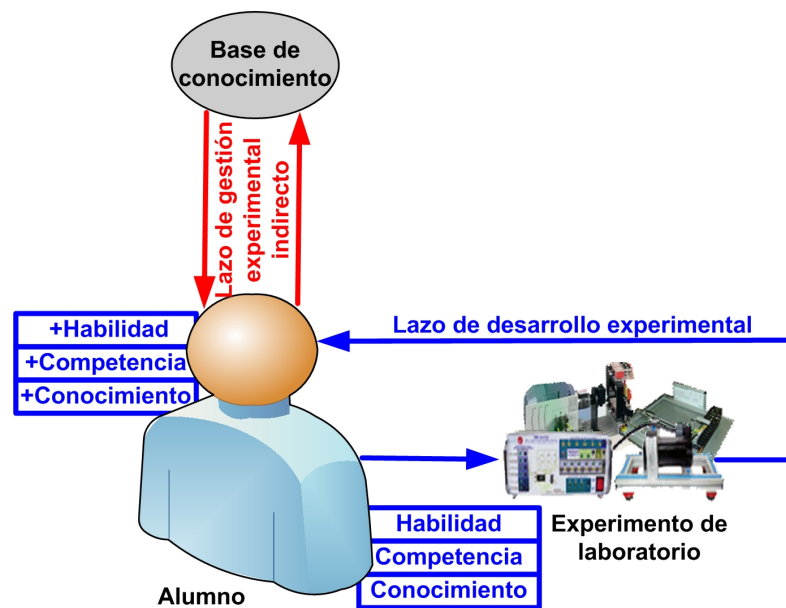 Base de
conocimiento
Lazo de gestión
experimental
indirecto
+Habilidad
+Competencia
+Conocimiento
Lazo de desarrollo experimental
Habilidad
Competencia
Conocimiento
Experimento de
laboratorio
Alumno